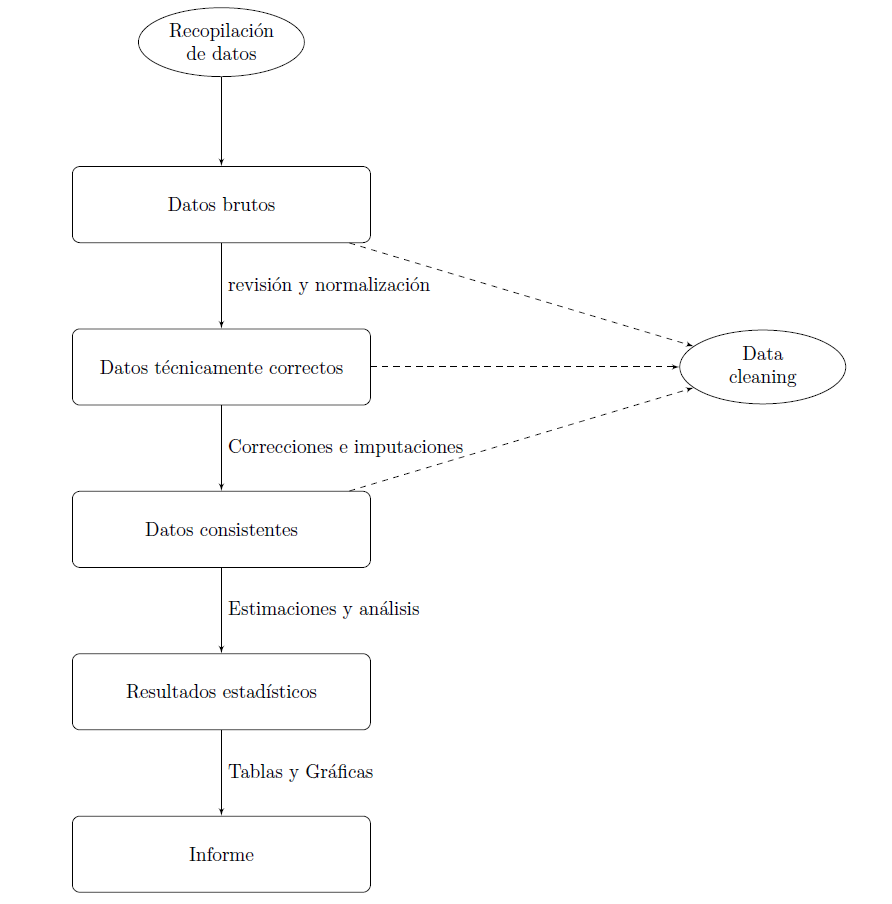 Recopilación
de datos
Datos brutos
revisión y normalización
Datos técnicamente correctos
Data
cleaning
Correcciones e imputaciones
Datos consistentes
Estimaciones y análisis
Resultados estadísticos
Tablas y Gráficas
Informe